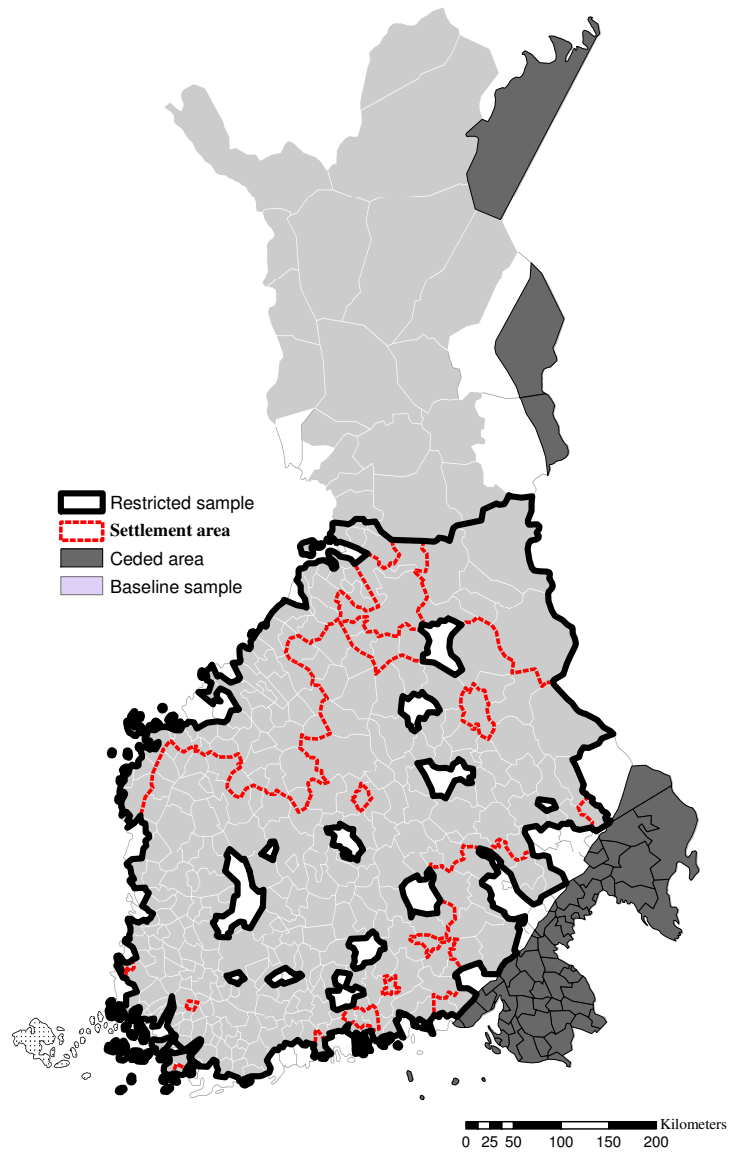 Restricted sample
Settlement area
Ceded area
Baseline sample
Kilometers
0 25 50 100 150 200